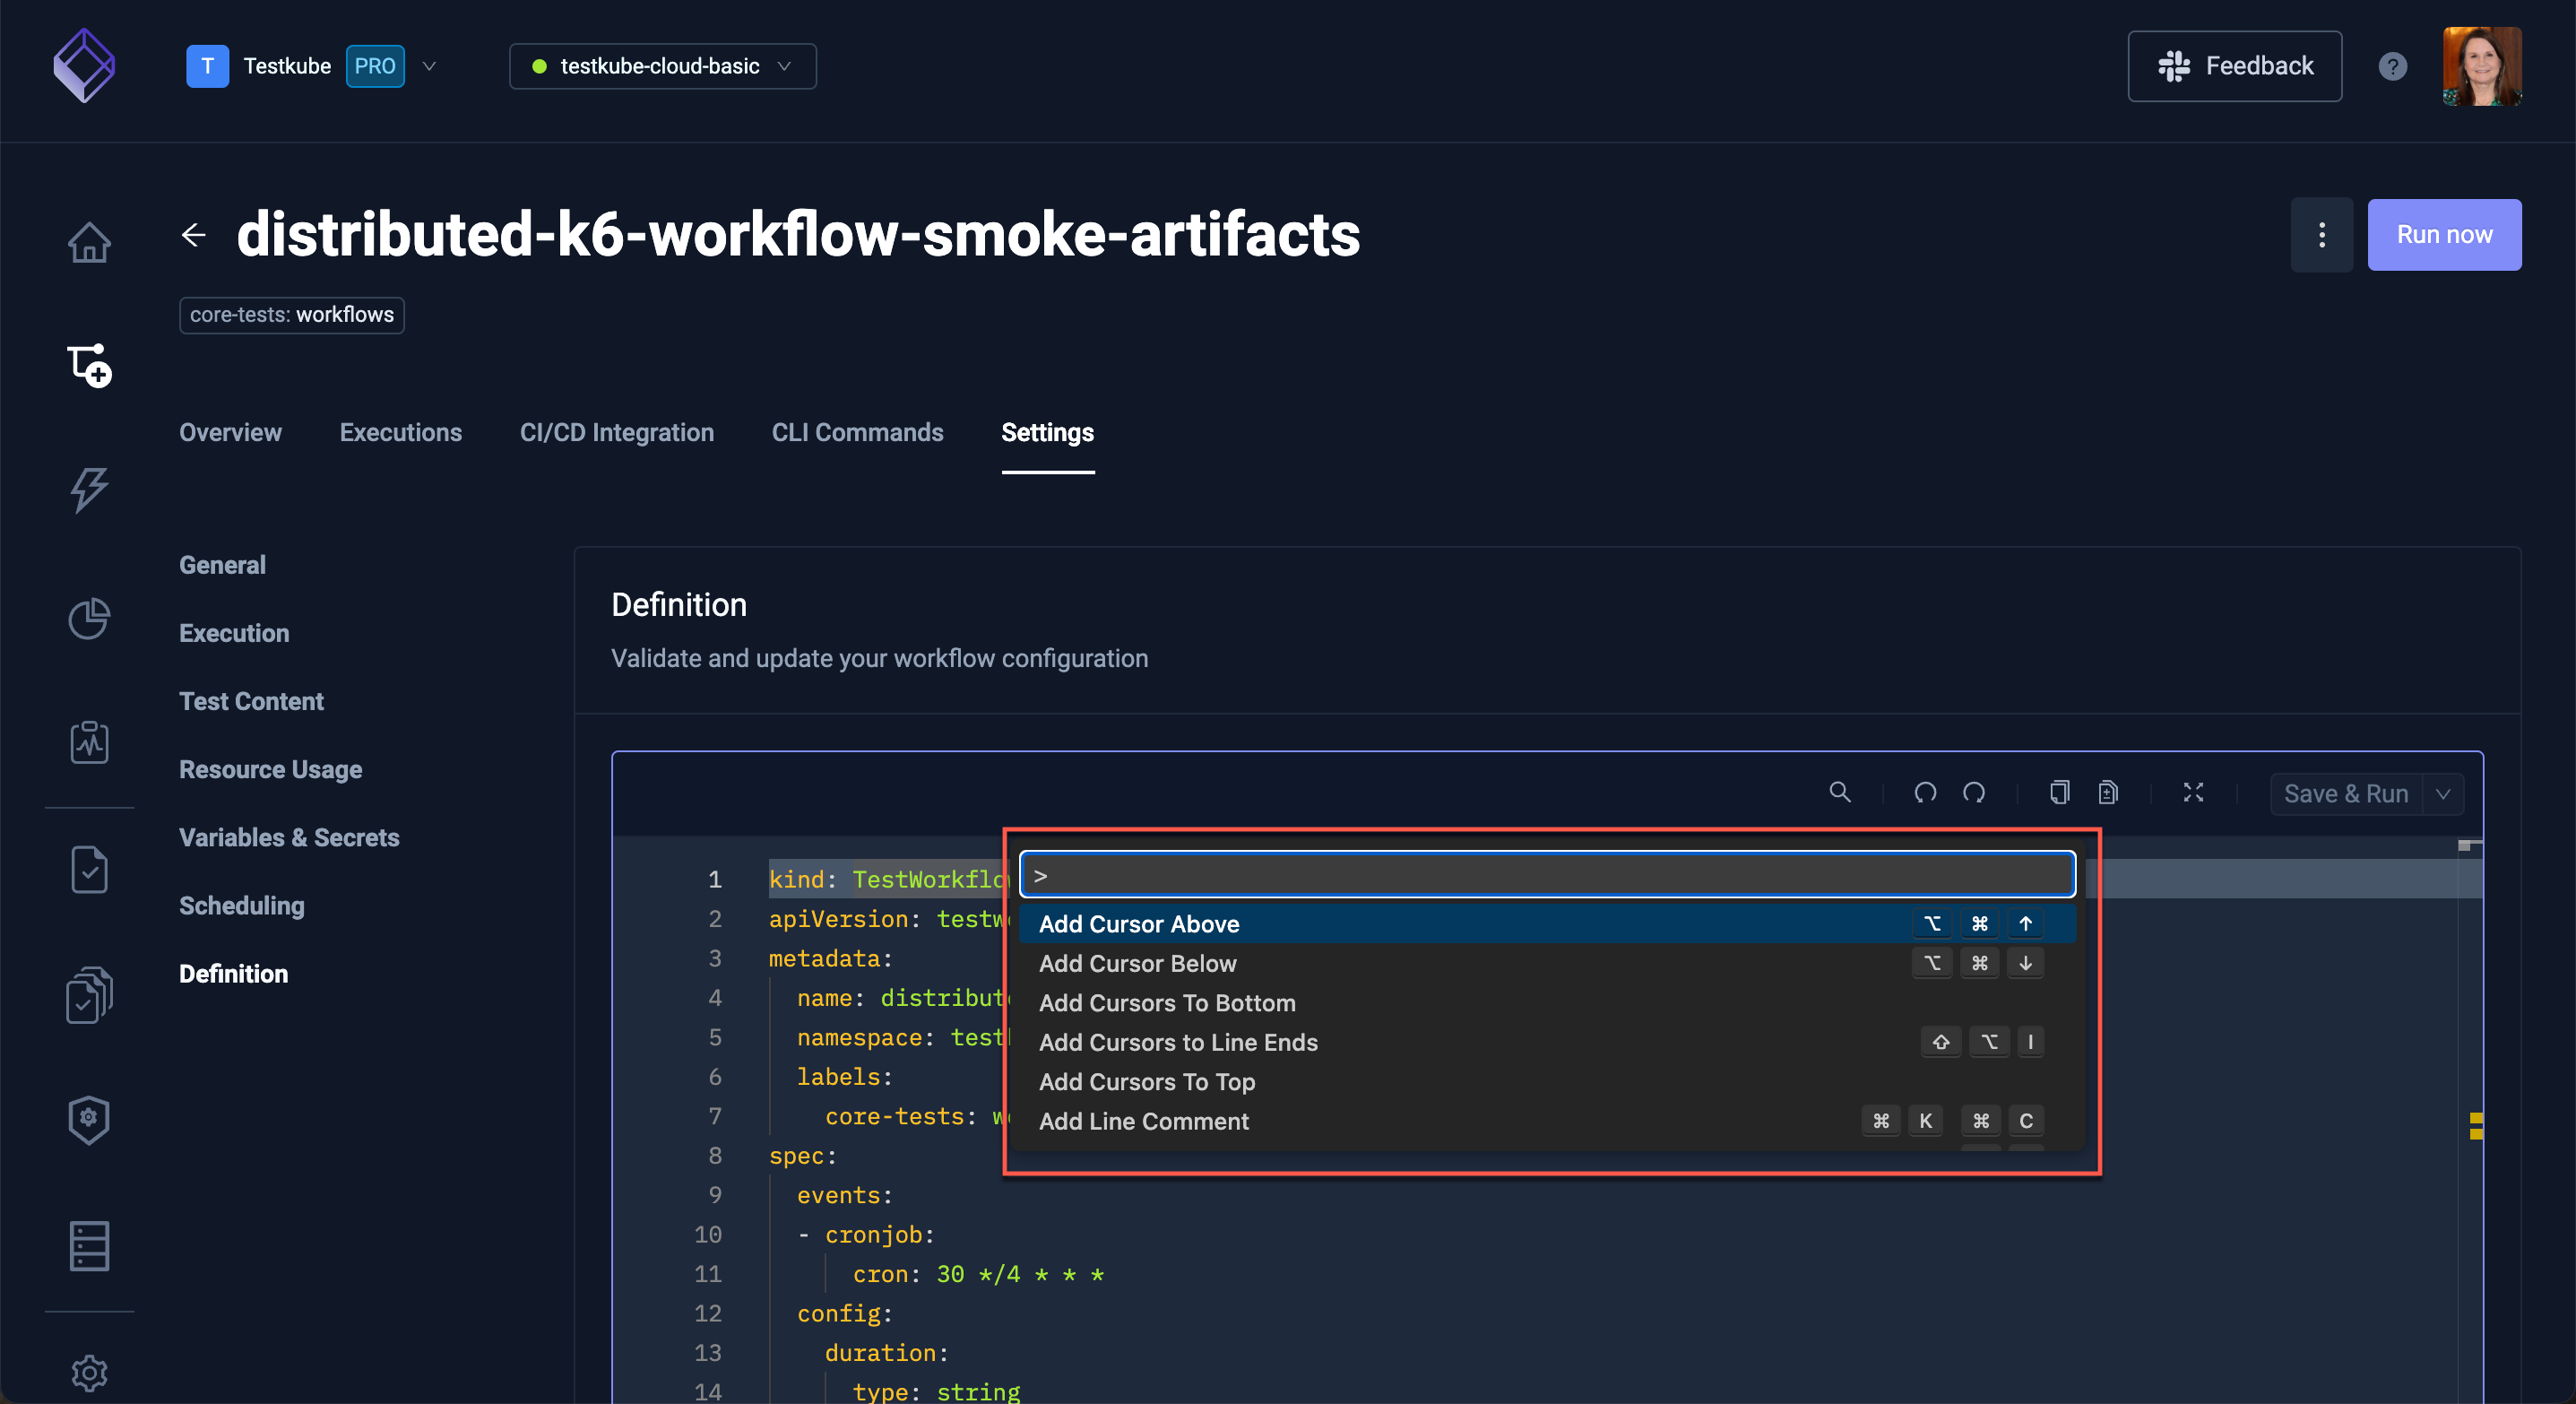 T Testkube PRO testkube-cloud-basic Feedback ?
distributed-k6-workflow-smoke-artifacts
Run now
core-tests: workflows
Overview Executions CI/CD Integration CLI Commands Settings
General
Execution
Test Content
Resource Usage
Variables & Secrets
Scheduling
Definition
Definition
Validate and update your workflow configuration
Save & Run
>
Add Cursor Above ⌥ ⌘ ↑
Add Cursor Below ⌥ ⌘ ↓
Add Cursors To Bottom
Add Cursors to Line Ends ⇧ ⌥ I
Add Cursors To Top
Add Line Comment ⌘ K ⌘ C
1 kind: TestWorkflow
2 apiVersion: testw
3 metadata:
4 name: distribut
5 namespace: test
6 labels:
7 core-tests: w
8 spec:
9 events:
10 - cronjob:
11 cron: 30 */4 * * *
12 config:
13 duration:
14 type: string